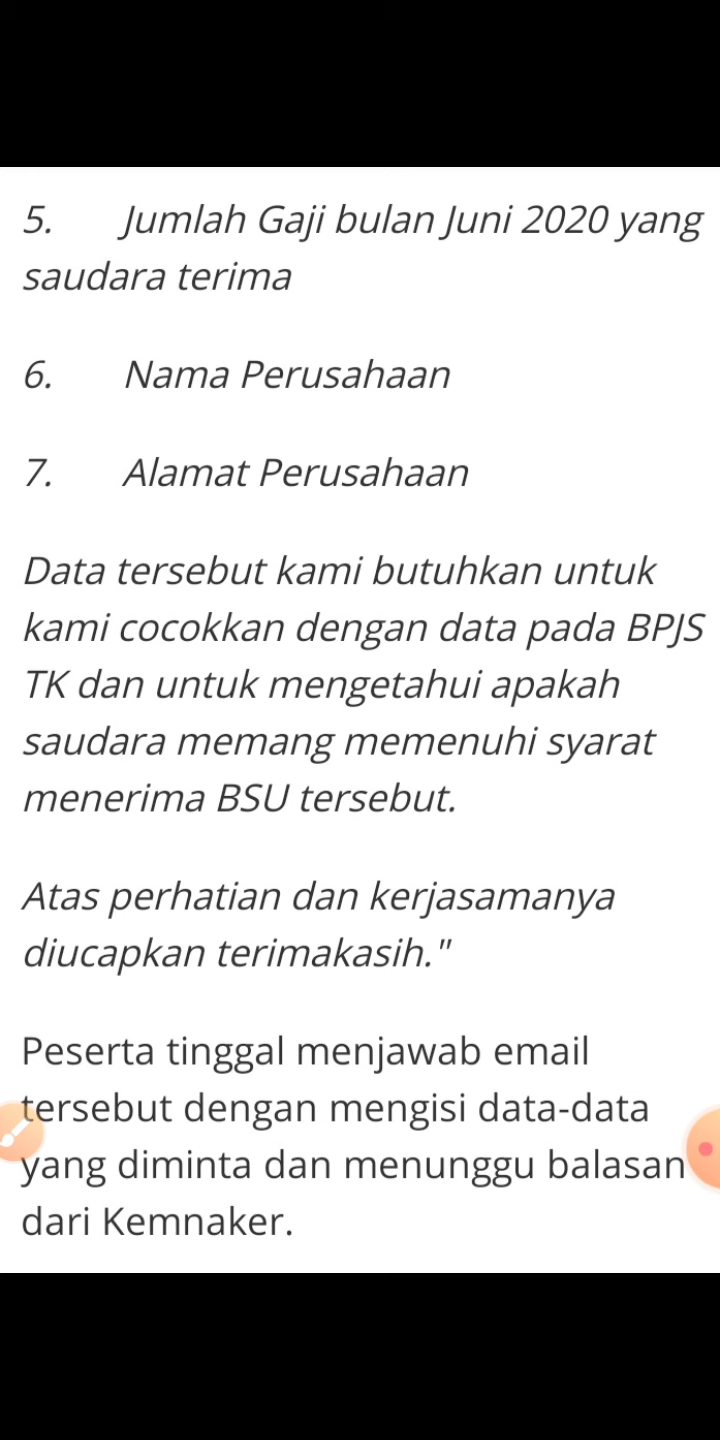 5. Jumlah Gaji bulan Juni 2020 yang
saudara terima
6. Nama Perusahaan
7. Alamat Perusahaan
Data tersebut kami butuhkan untuk
kami cocokkan dengan data pada BPJS
TK dan untuk mengetahui apakah
saudara memang memenuhi syarat
menerima BSU tersebut.
Atas perhatian dan kerjasamanya
diucapkan terimakasih."
Peserta tinggal menjawab email
tersebut dengan mengisi data-data
yang diminta dan menunggu balasan
dari Kemnaker.